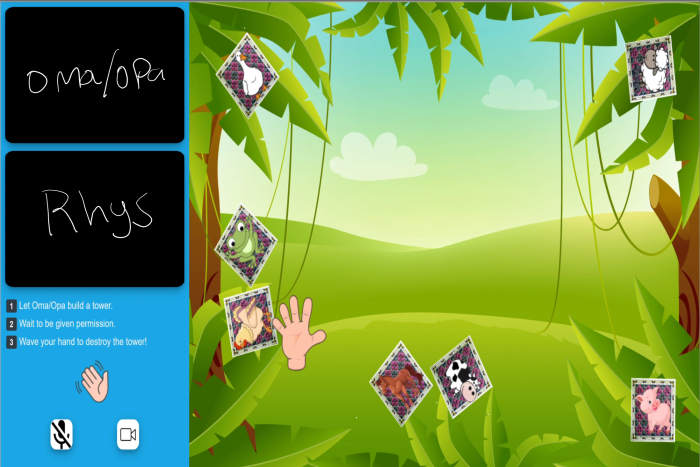 Oma/Opa
Rhys
1 Let Oma/Opa build a tower.
2 Wait to be given permission.
3 Wave your hand to destroy the tower!